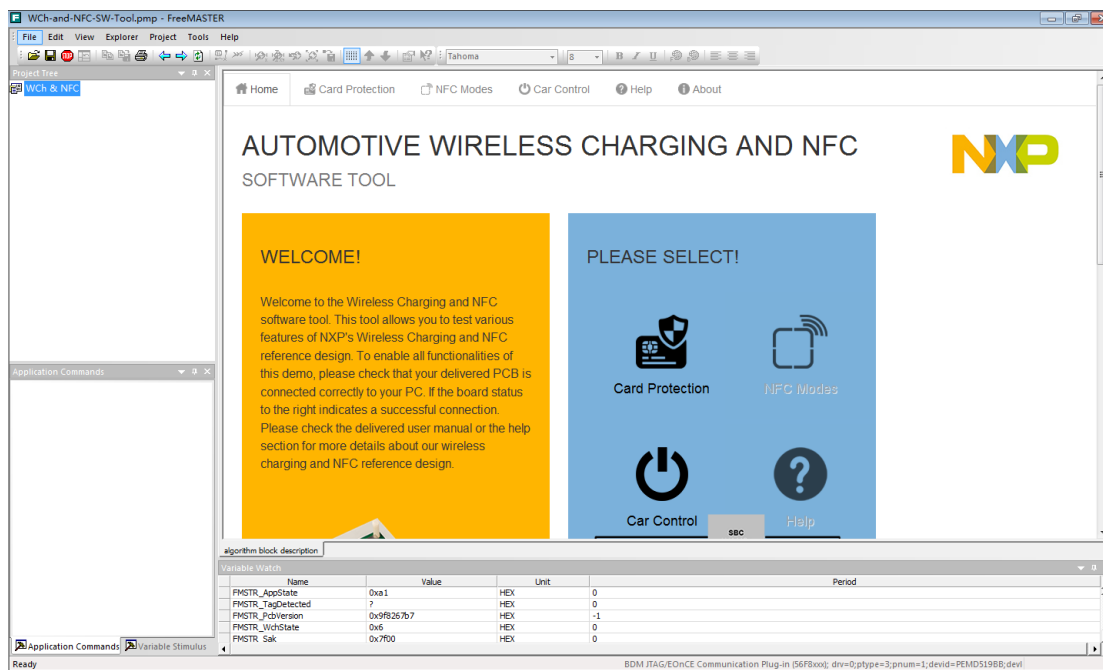 WCh-and-NFC-SW-Tool.pmp - FreeMASTER
File Edit View Explorer Project Tools Help
Tahoma 8 B I U
Project Tree
WCh & NFC
Home Card Protection NFC Modes Car Control Help About
AUTOMOTIVE WIRELESS CHARGING AND NFC
SOFTWARE TOOL
NXP
WELCOME!
Welcome to the Wireless Charging and NFC
software tool. This tool allows you to test various
features of NXP's Wireless Charging and NFC
reference design. To enable all functionalities of
this demo, please check that your delivered PCB is
connected correctly to your PC. If the board status
to the right indicates a successful connection.
Please check the delivered user manual or the help
section for more details about our wireless
charging and NFC reference design.
PLEASE SELECT!
Card Protection NFC Modes
Car Control Help
SBC
Application Commands
algorithm block description
Variable Watch
Name Value Unit Period
FMSTR_AppState 0xa1 HEX 0
FMSTR_TagDetected ? HEX 0
FMSTR_PcbVersion 0x9f8267b7 HEX -1
FMSTR_WchState 0x6 HEX 0
FMSTR_Sak 0x7f00 HEX 0
Application Commands Variable Stimulus
Ready
BDM JTAG/EOnCE Communication Plug-in (56F8xxx); drv=0;ptype=3;pnum=1;devid=PEMD519BB;devl